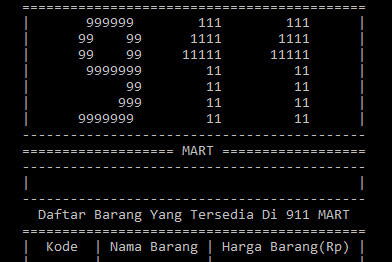 ===========================================
|       999999        111        111      |
|      99    99      1111       1111      |
|      99    99     11111      11111      |
|       9999999        11         11      |
|            99        11         11      |
|           999        11         11      |
|      9999999         11         11      |
-------------------------------------------
=================== MART ==================
-------------------------------------------
|                                         |
-------------------------------------------
  Daftar Barang Yang Tersedia Di 911 MART
===========================================
|  Kode  | Nama Barang | Harga Barang(Rp) |